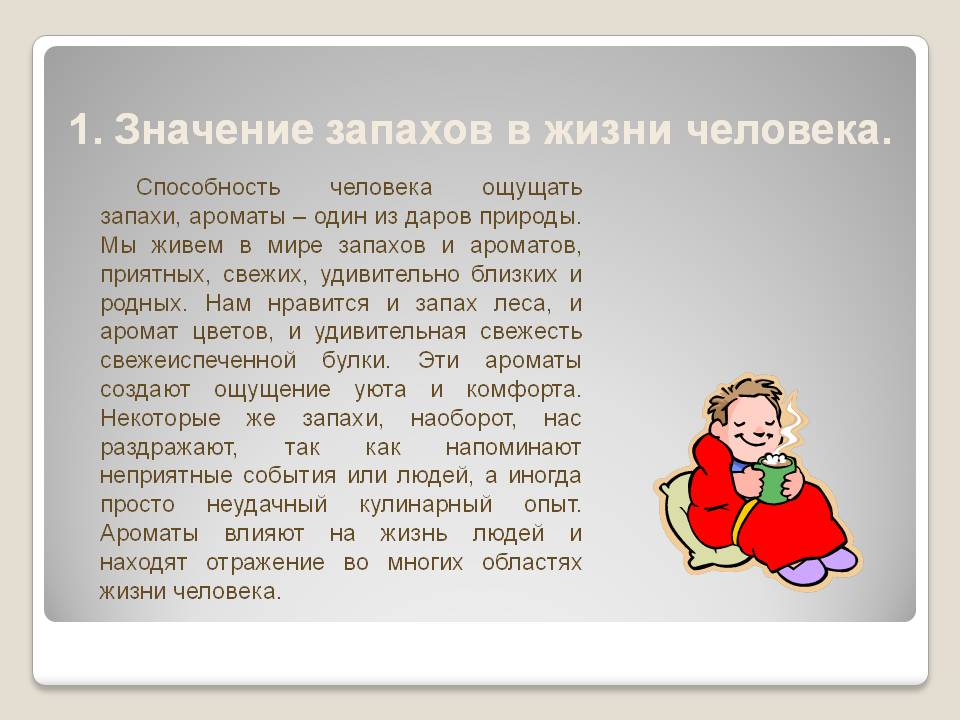 1. Значение запахов в жизни человека.
Способность человека ощущать
запахи, ароматы – один из даров природы.
Мы живем в мире запахов и ароматов,
приятных, свежих, удивительно близких и
родных. Нам нравится и запах леса, и
аромат цветов, и удивительная свежесть
свежеиспеченной булки. Эти ароматы
создают ощущение уюта и комфорта.
Некоторые же запахи, наоборот, нас
раздражают, так как напоминают
неприятные события или людей, а иногда
просто неудачный кулинарный опыт.
Ароматы влияют на жизнь людей и
находят отражение во многих областях
жизни человека.